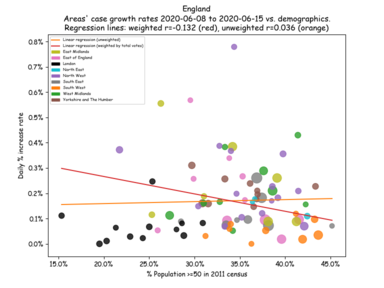 England
Areas' case growth rates 2020-06-08 to 2020-06-15 vs. demographics.
Regression lines: weighted r=-0.132 (red), unweighted r=0.036 (orange)
Linear regression (unweighted)
Linear regression (weighted by total votes)
East Midlands
East of England
London
North East
North West
South East
South West
West Midlands
Yorkshire and The Humber
Daily % increase rate
0.8%
0.6%
0.5%
0.4%
0.3%
0.2%
0.1%
0.0%
15.0%
20.0%
25.0%
30.0%
35.0%
40.0%
45.0%
% Population >=50 in 2011 census